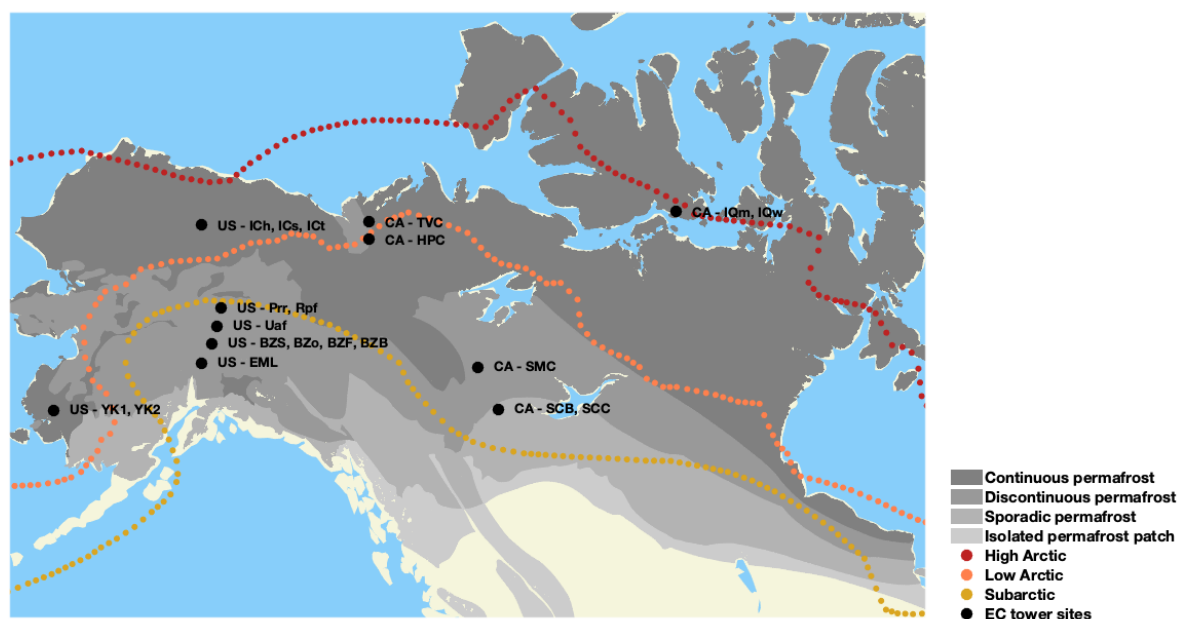 US - ICh, ICs, ICt
CA - TVC
CA - HPC
CA - IQm, IQw
US - Prr, Rpf
US - Uaf
US - BZS, BZo, BZF, BZB
US - EML
CA - SMC
US - YK1, YK2
CA - SCB, SCC
Continuous permafrost
Discontinuous permafrost
Sporadic permafrost
Isolated permafrost patch
High Arctic
Low Arctic
Subarctic
EC tower sites